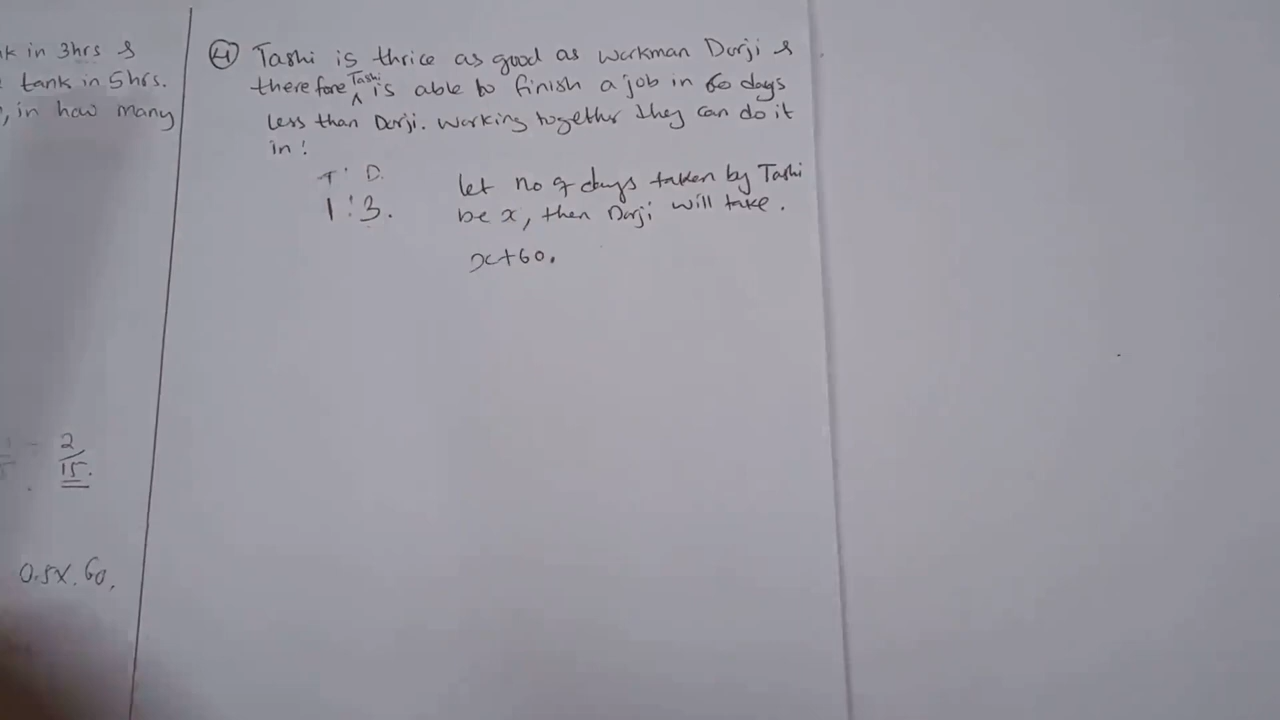 k in 3hrs &
tank in 5hrs.
, in how many
2
15.
0.5x. 60,
④ Tashi is thrice as good as workman Dorji &
therefore Tashi is able to finish a job in 60 days
less than Dorji. Working together they can do it
in:
T : D.
1 : 3.
let no of days taken by Tashi
be x, then Dorji will take.
x+60.